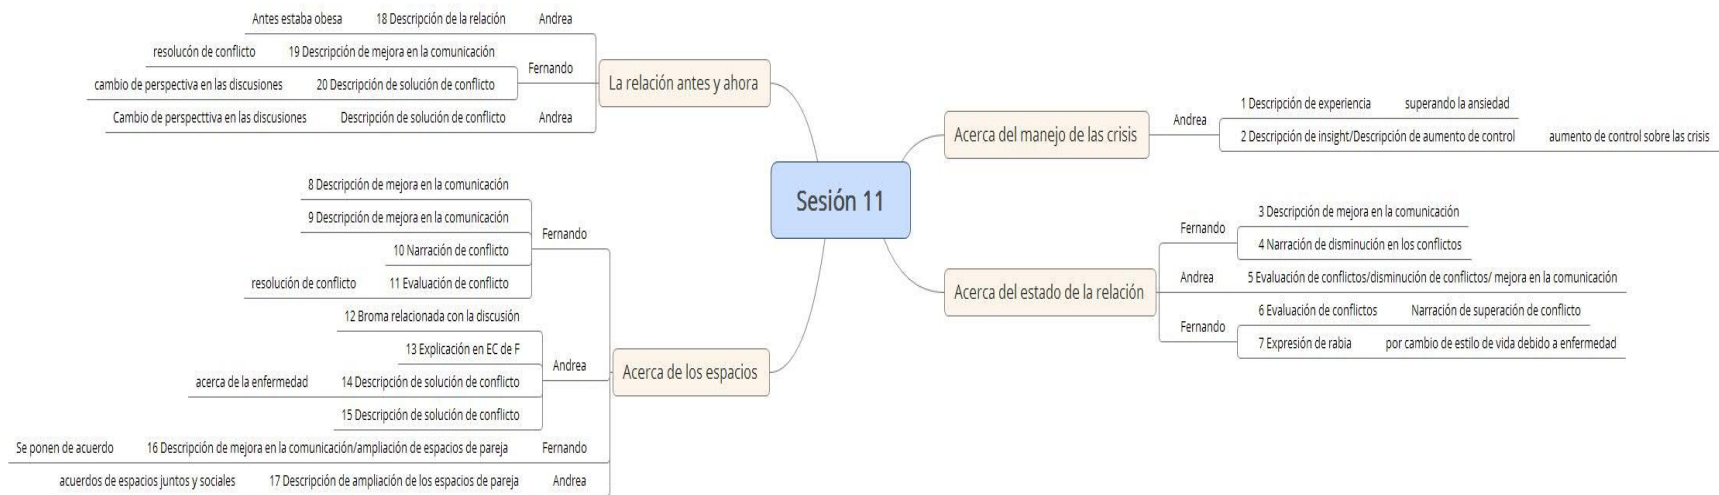 Sesión 11
Acerca del manejo de las crisis
Andrea
1 Descripción de experiencia superando la ansiedad
2 Descripción de insight/Descripción de aumento de control aumento de control sobre las crisis
Acerca del estado de la relación
Fernando
3 Descripción de mejora en la comunicación
4 Narración de disminución en los conflictos
Andrea
5 Evaluación de conflictos/disminución de conflictos/ mejora en la comunicación
Fernando
6 Evaluación de conflictos Narración de superación de conflicto
7 Expresión de rabia por cambio de estilo de vida debido a enfermedad
Acerca de los espacios
Fernando
8 Descripción de mejora en la comunicación
9 Descripción de mejora en la comunicación
10 Narración de conflicto
resolución de conflicto 11 Evaluación de conflicto
Andrea
12 Broma relacionada con la discusión
13 Explicación en EC de F
acerca de la enfermedad 14 Descripción de solución de conflicto
15 Descripción de solución de conflicto
Se ponen de acuerdo 16 Descripción de mejora en la comunicación/ampliación de espacios de pareja Fernando
acuerdos de espacios juntos y sociales 17 Descripción de ampliación de los espacios de pareja Andrea
La relación antes y ahora
Antes estaba obesa 18 Descripción de la relación Andrea
Fernando
resolucón de conflicto 19 Descripción de mejora en la comunicación
cambio de perspectiva en las discusiones 20 Descripción de solución de conflicto
Cambio de perspecttiva en las discusiones Descripción de solución de conflicto Andrea